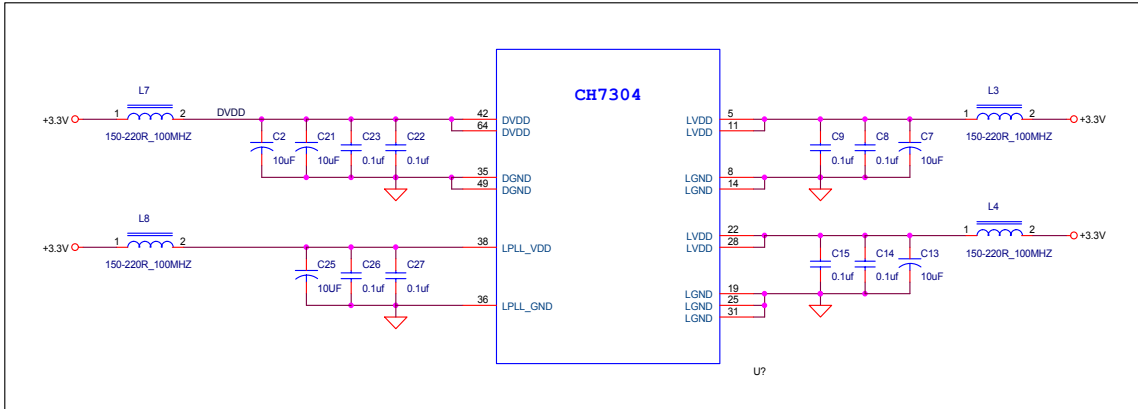 CH7304
L7
1 2
DVDD
+3.3V
150-220R_100MHZ
C2
10uF
C21
10uF
C23
0.1uf
C22
0.1uf
42 DVDD
64 DVDD
35 DGND
49 DGND
L8
1 2
+3.3V
150-220R_100MHZ
C25
10UF
C26
0.1uf
C27
0.1uf
38 LPLL_VDD
36 LPLL_GND
LVDD 5
LVDD 11
LGND 8
LGND 14
C9
0.1uf
C8
0.1uf
C7
10uF
L3
1 2
+3.3V
150-220R_100MHZ
LVDD 22
LVDD 28
LGND 19
LGND 25
LGND 31
C15
0.1uf
C14
0.1uf
C13
10uF
L4
1 2
+3.3V
150-220R_100MHZ
U?